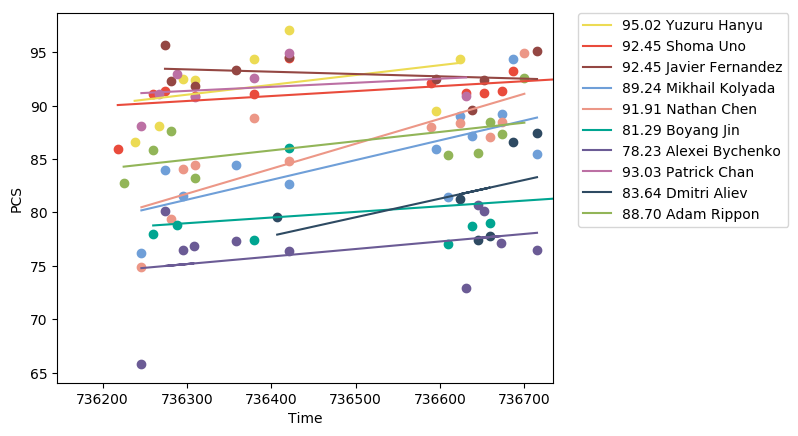 95.02 Yuzuru Hanyu
92.45 Shoma Uno
92.45 Javier Fernandez
89.24 Mikhail Kolyada
91.91 Nathan Chen
81.29 Boyang Jin
78.23 Alexei Bychenko
93.03 Patrick Chan
83.64 Dmitri Aliev
88.70 Adam Rippon
95
90
85
80
75
70
65
PCS
736200 736300 736400 736500 736600 736700
Time